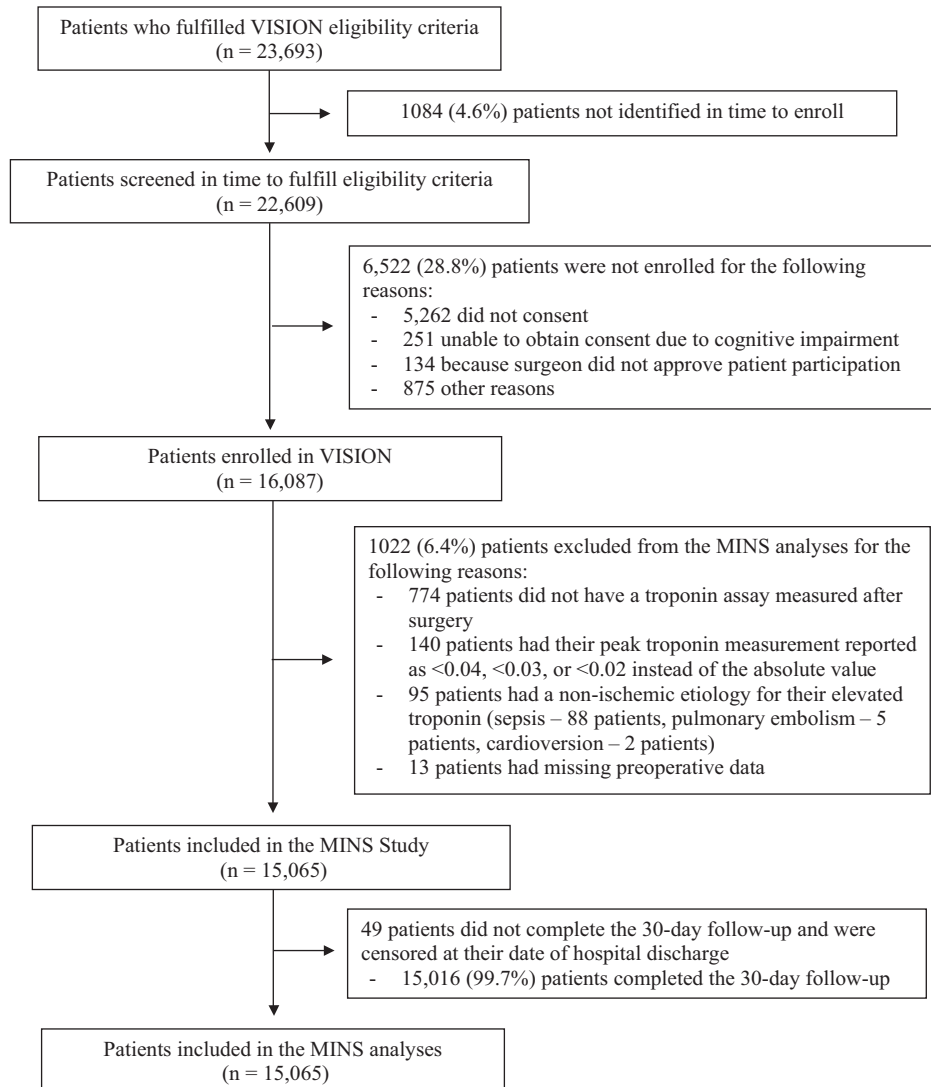 Patients who fulfilled VISION eligibility criteria
(n = 23,693)
1084 (4.6%) patients not identified in time to enroll
Patients screened in time to fulfill eligibility criteria
(n = 22,609)
6,522 (28.8%) patients were not enrolled for the following
reasons:
- 5,262 did not consent
- 251 unable to obtain consent due to cognitive impairment
- 134 because surgeon did not approve patient participation
- 875 other reasons
Patients enrolled in VISION
(n = 16,087)
1022 (6.4%) patients excluded from the MINS analyses for the
following reasons:
- 774 patients did not have a troponin assay measured after
surgery
- 140 patients had their peak troponin measurement reported
as <0.04, <0.03, or <0.02 instead of the absolute value
- 95 patients had a non-ischemic etiology for their elevated
troponin (sepsis – 88 patients, pulmonary embolism – 5
patients, cardioversion – 2 patients)
- 13 patients had missing preoperative data
Patients included in the MINS Study
(n = 15,065)
49 patients did not complete the 30-day follow-up and were
censored at their date of hospital discharge
- 15,016 (99.7%) patients completed the 30-day follow-up
Patients included in the MINS analyses
(n = 15,065)